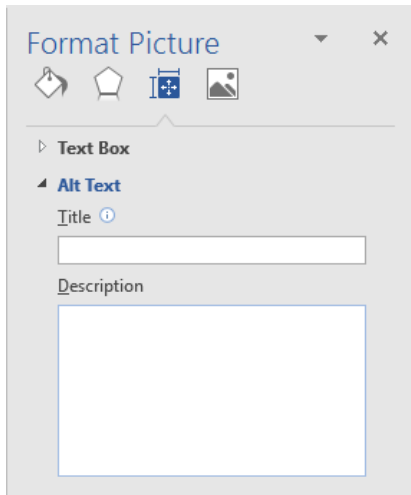 Format Picture
Text Box
Alt Text
Title
Description